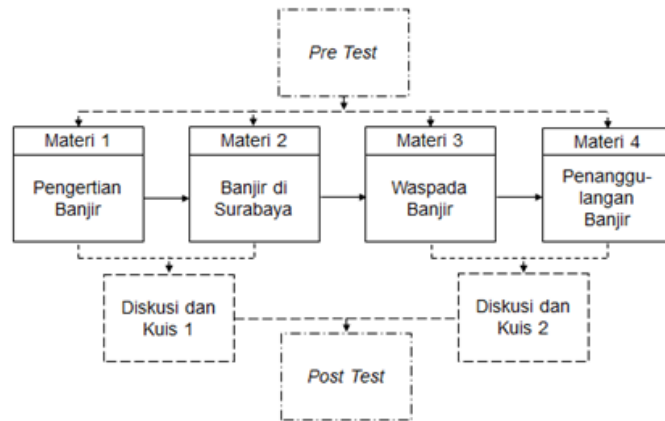 Pre Test
Materi 1
Pengertian
Banjir
Materi 2
Banjir di
Surabaya
Materi 3
Waspada
Banjir
Materi 4
Penanggu-
langan
Banjir
Diskusi dan
Kuis 1
Diskusi dan
Kuis 2
Post Test